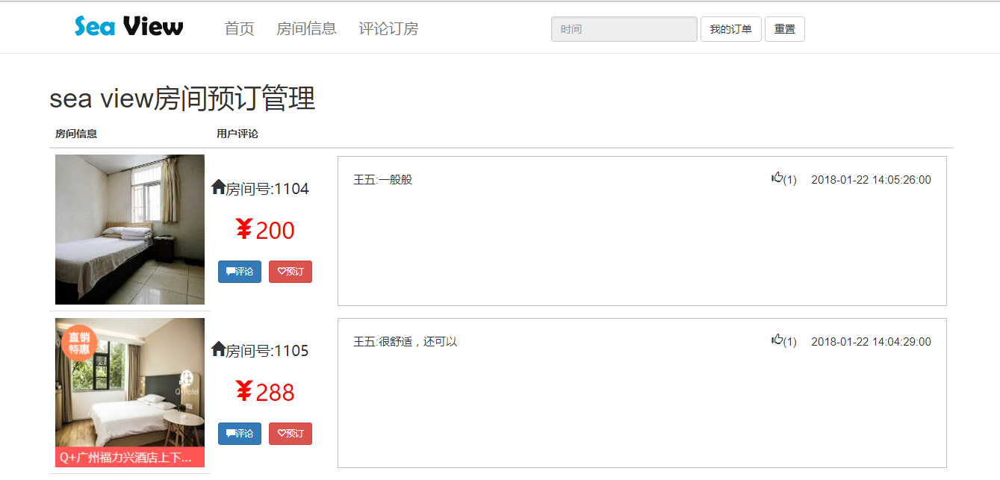 Sea View 首页 房间信息 评论订房 时间 我的订单 重置
sea view房间预订管理
房间信息 用户评论
房间号:1104
¥200
评论 预订
王五:一般般 (1) 2018-01-22 14:05:26:00
直销
特惠
Q+Hotel
Q+广州福力兴酒店上下...
房间号:1105
¥288
评论 预订
王五:很舒适，还可以 (1) 2018-01-22 14:04:29:00